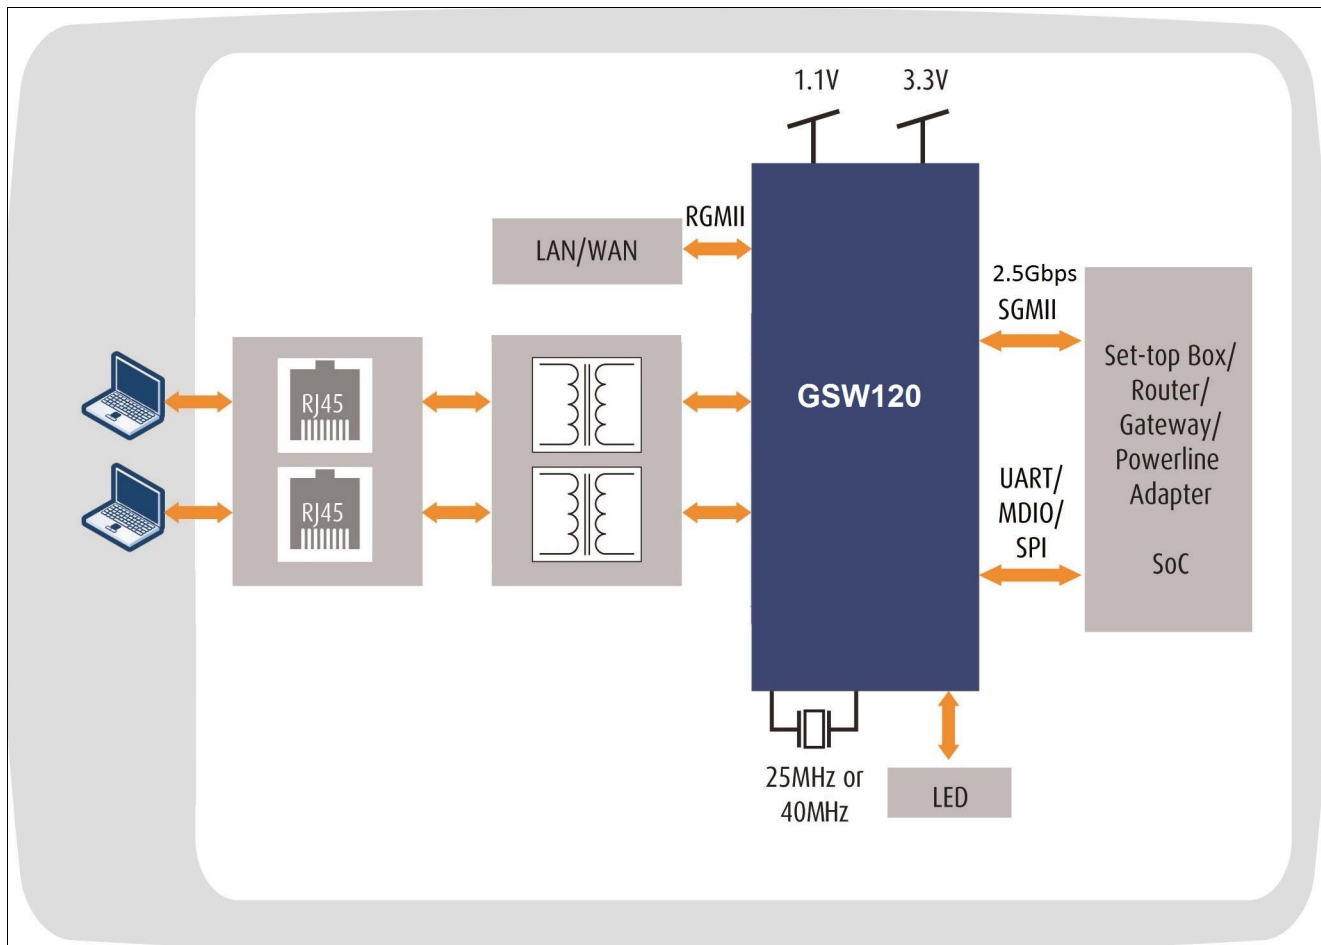 1.1V
3.3V
RGMII
LAN/WAN
2.5Gbps
SGMII
Set-top Box/
Router/
Gateway/
Powerline
Adapter
SoC
RJ45
RJ45
GSW120
UART/
MDIO/
SPI
25MHz or
40MHz
LED